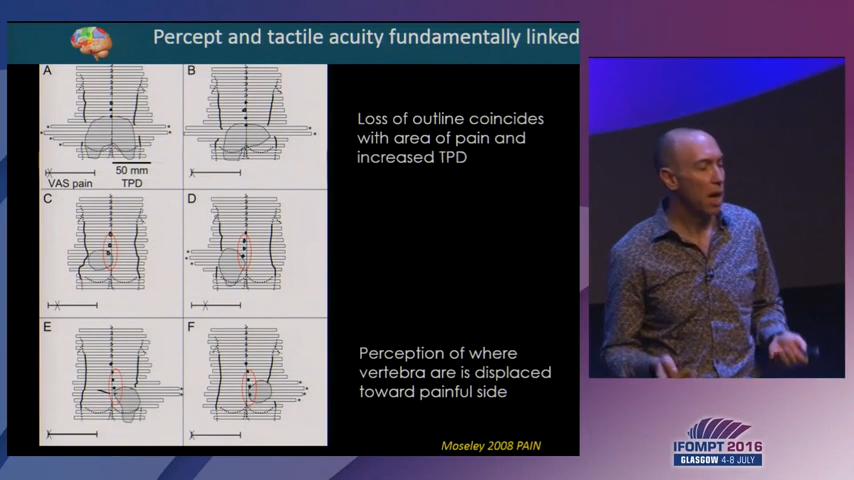 Percept and tactile acuity fundamentally linked
A
B
50 mm
VAS pain
TPD
C
D
E
F
Loss of outline coincides
with area of pain and
increased TPD
Perception of where
vertebra are is displaced
toward painful side
Moseley 2008 PAIN
IFOMPT 2016
GLASGOW 4-8 JULY